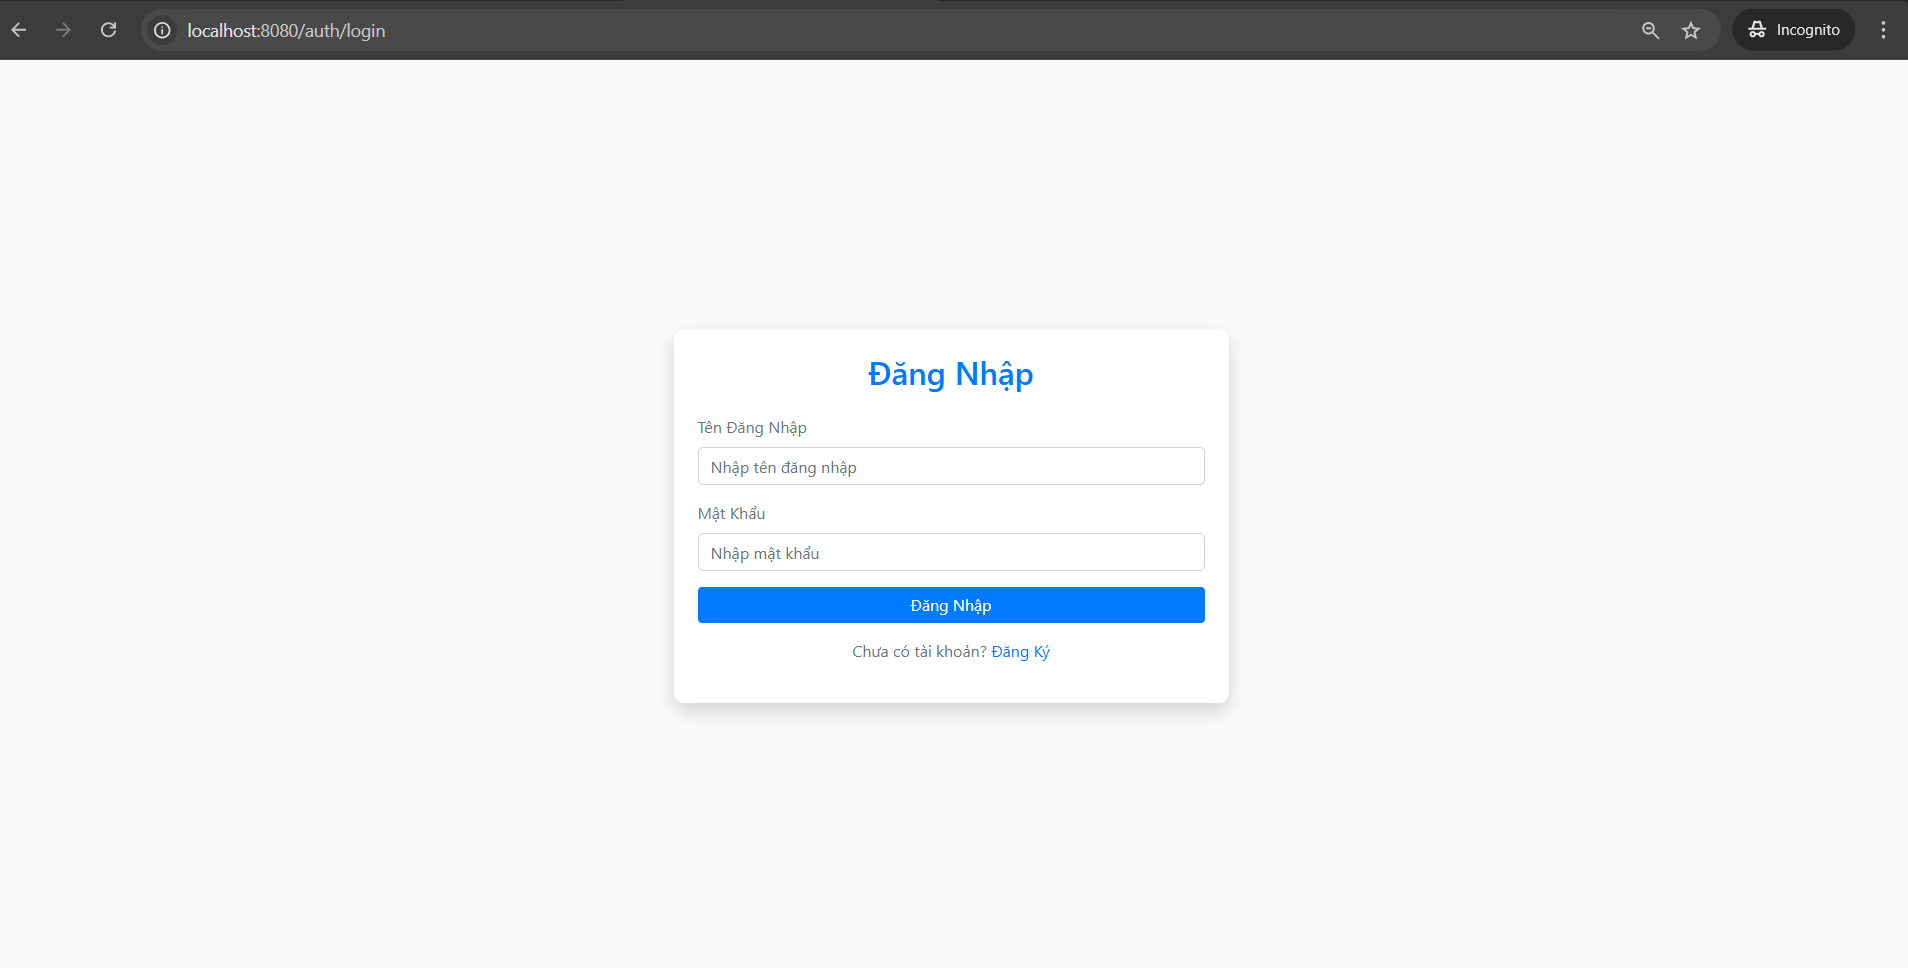 localhost:8080/auth/login
Incognito
Đăng Nhập
Tên Đăng Nhập
Nhập tên đăng nhập
Mật Khẩu
Nhập mật khẩu
Đăng Nhập
Chưa có tài khoản? Đăng Ký